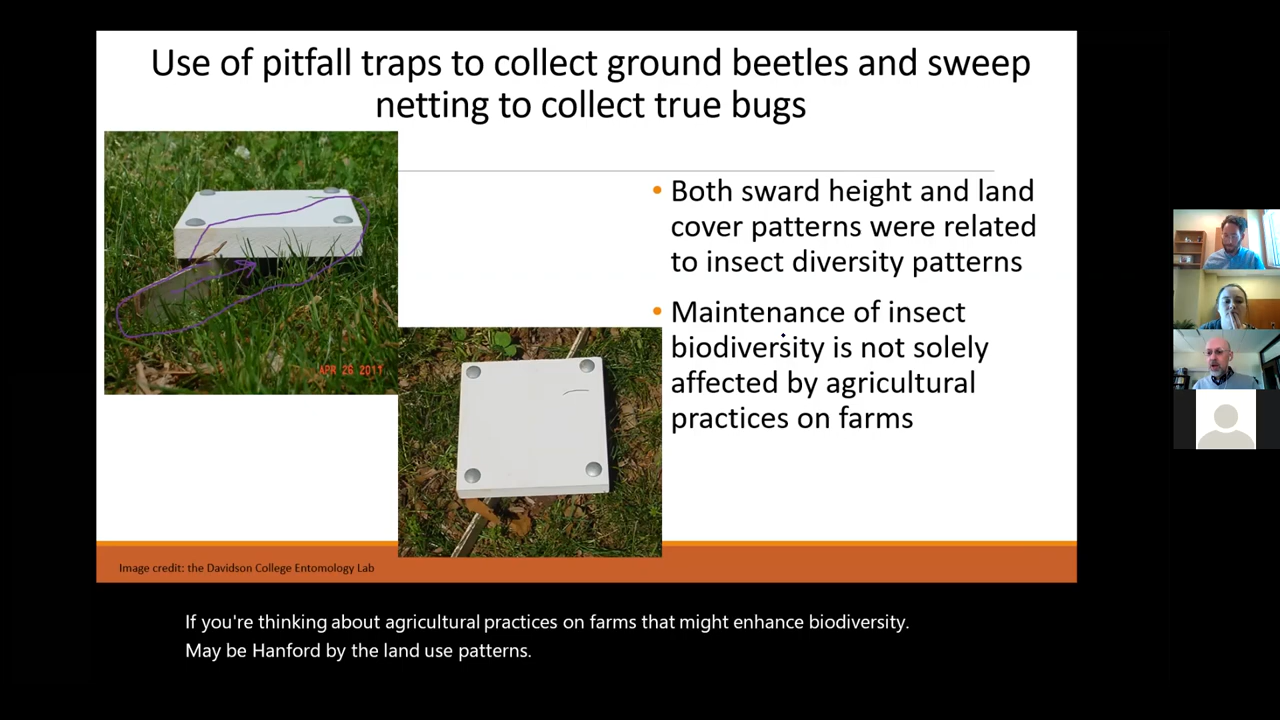 Use of pitfall traps to collect ground beetles and sweep
netting to collect true bugs
Both sward height and land
cover patterns were related
to insect diversity patterns
Maintenance of insect
biodiversity is not solely
affected by agricultural
practices on farms
APR 26 2011
Image credit: the Davidson College Entomology Lab
If you're thinking about agricultural practices on farms that might enhance biodiversity.
May be Hanford by the land use patterns.